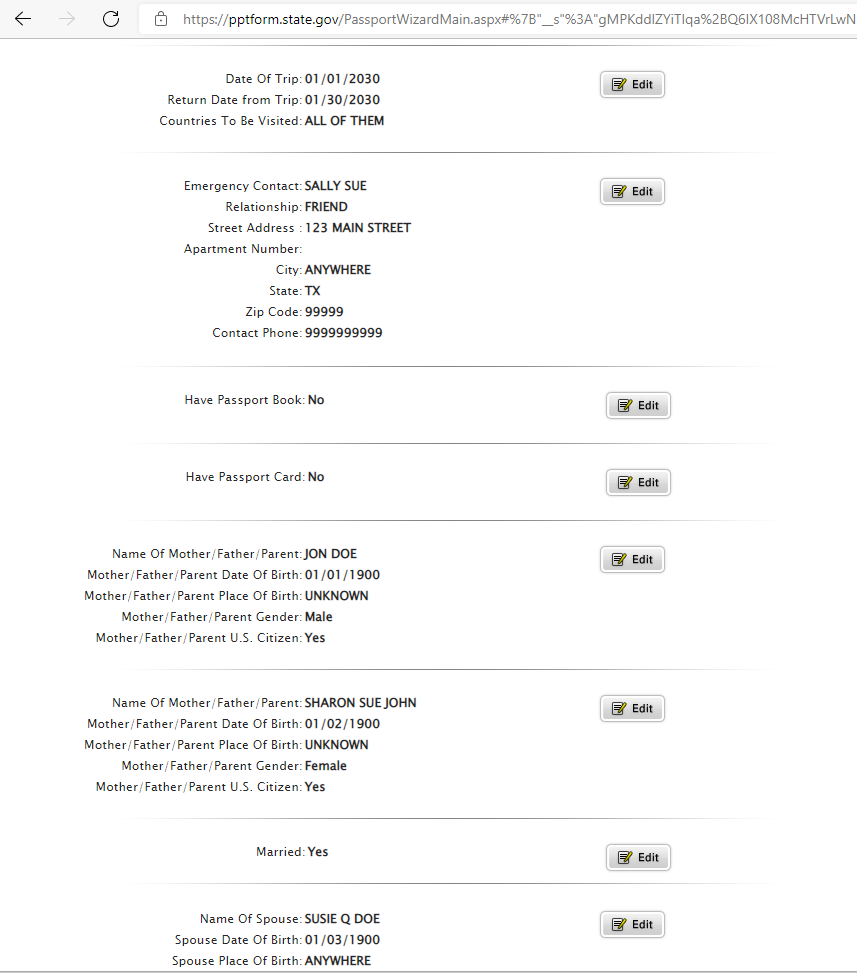 https://pptform.state.gov/PassportWizardMain.aspx#%7B"__s"%3A"gMPKddIZYiTIqa%2BQ6IX108McHTVrLwN
Date Of Trip: 01/01/2030
Edit
Return Date from Trip: 01/30/2030
Countries To Be Visited: ALL OF THEM
Emergency Contact: SALLY SUE
Edit
Relationship: FRIEND
Street Address : 123 MAIN STREET
Apartment Number:
City: ANYWHERE
State: TX
Zip Code: 99999
Contact Phone: 9999999999
Have Passport Book: No
Edit
Have Passport Card: No
Edit
Name Of Mother/Father/Parent: JON DOE
Edit
Mother/Father/Parent Date Of Birth: 01/01/1900
Mother/Father/Parent Place Of Birth: UNKNOWN
Mother/Father/Parent Gender: Male
Mother/Father/Parent U.S. Citizen: Yes
Name Of Mother/Father/Parent: SHARON SUE JOHN
Edit
Mother/Father/Parent Date Of Birth: 01/02/1900
Mother/Father/Parent Place Of Birth: UNKNOWN
Mother/Father/Parent Gender: Female
Mother/Father/Parent U.S. Citizen: Yes
Married: Yes
Edit
Name Of Spouse: SUSIE Q DOE
Edit
Spouse Date Of Birth: 01/03/1900
Spouse Place Of Birth: ANYWHERE